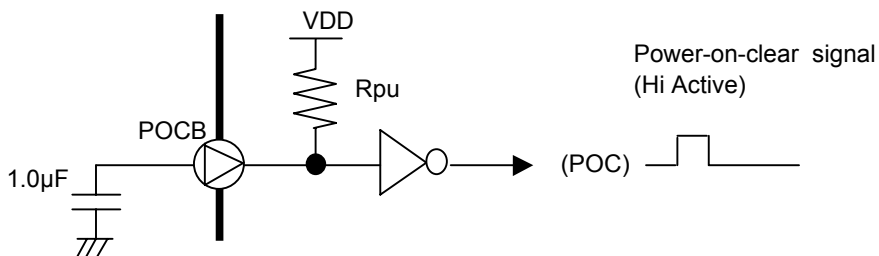 VDD
Rpu
POCB
1.0µF
Power-on-clear signal
(Hi Active)
(POC)